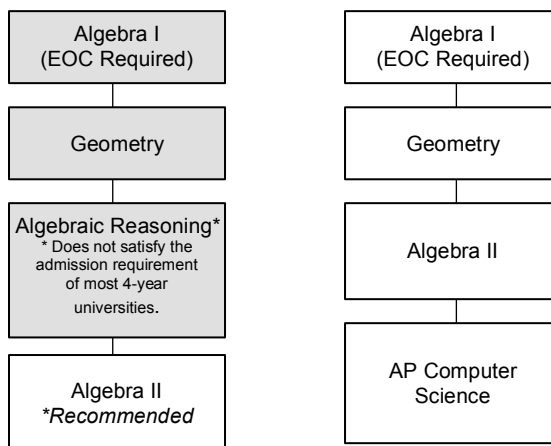 Algebra I
(EOC Required)
Geometry
Algebraic Reasoning*
* Does not satisfy the
admission requirement
of most 4-year
universities.
Algebra II
*Recommended
Algebra I
(EOC Required)
Geometry
Algebra II
AP Computer
Science